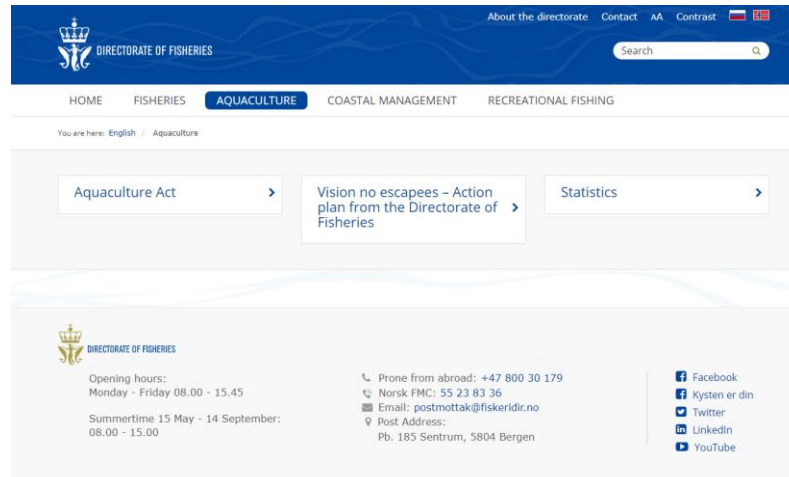 About the directorate Contact AA Contrast
DIRECTORATE OF FISHERIES
Search
HOME FISHERIES AQUACULTURE COASTAL MANAGEMENT RECREATIONAL FISHING
You are here: English / Aquaculture
Aquaculture Act
Vision no escapees – Action
plan from the Directorate of
Fisheries
Statistics
DIRECTORATE OF FISHERIES
Opening hours:
Monday - Friday 08.00 - 15.45
Summertime 15 May - 14 September:
08.00 - 15.00
Prone from abroad: +47 800 30 179
Norsk FMC: 55 23 83 36
Email: postmottak@fiskeridir.no
Post Address:
Pb. 185 Sentrum, 5804 Bergen
Facebook
Kysten er din
Twitter
LinkedIn
YouTube